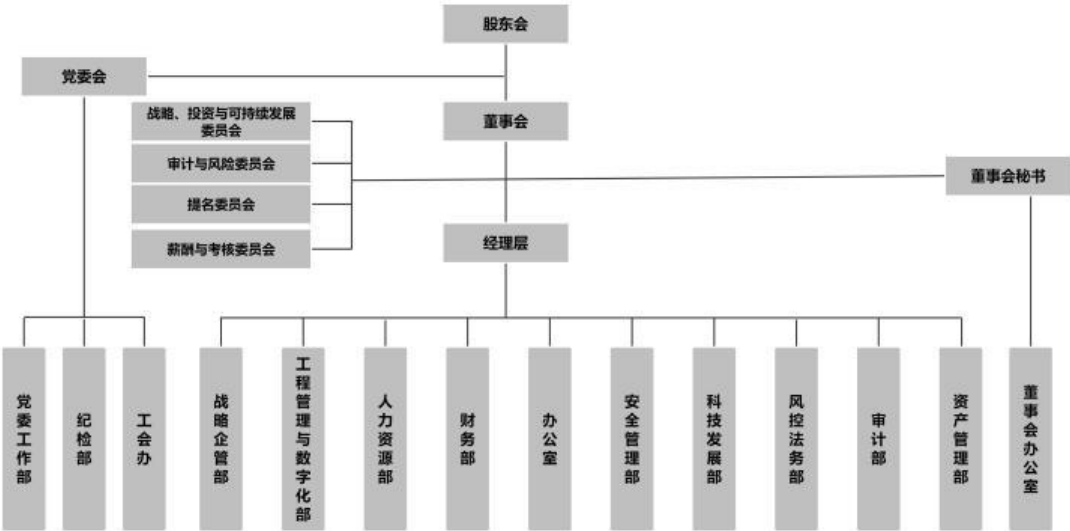 股东会
党委会
战略、投资与可持续发展
委员会
董事会
审计与风险委员会
董事会秘书
提名委员会
薪酬与考核委员会
经理层
党委工作部
纪检部
工会办
战略企管部
工程管理与数字化部
人力资源部
财务部
办公室
安全管理部
科技发展部
风控法务部
审计部
资产管理部
董事会办公室